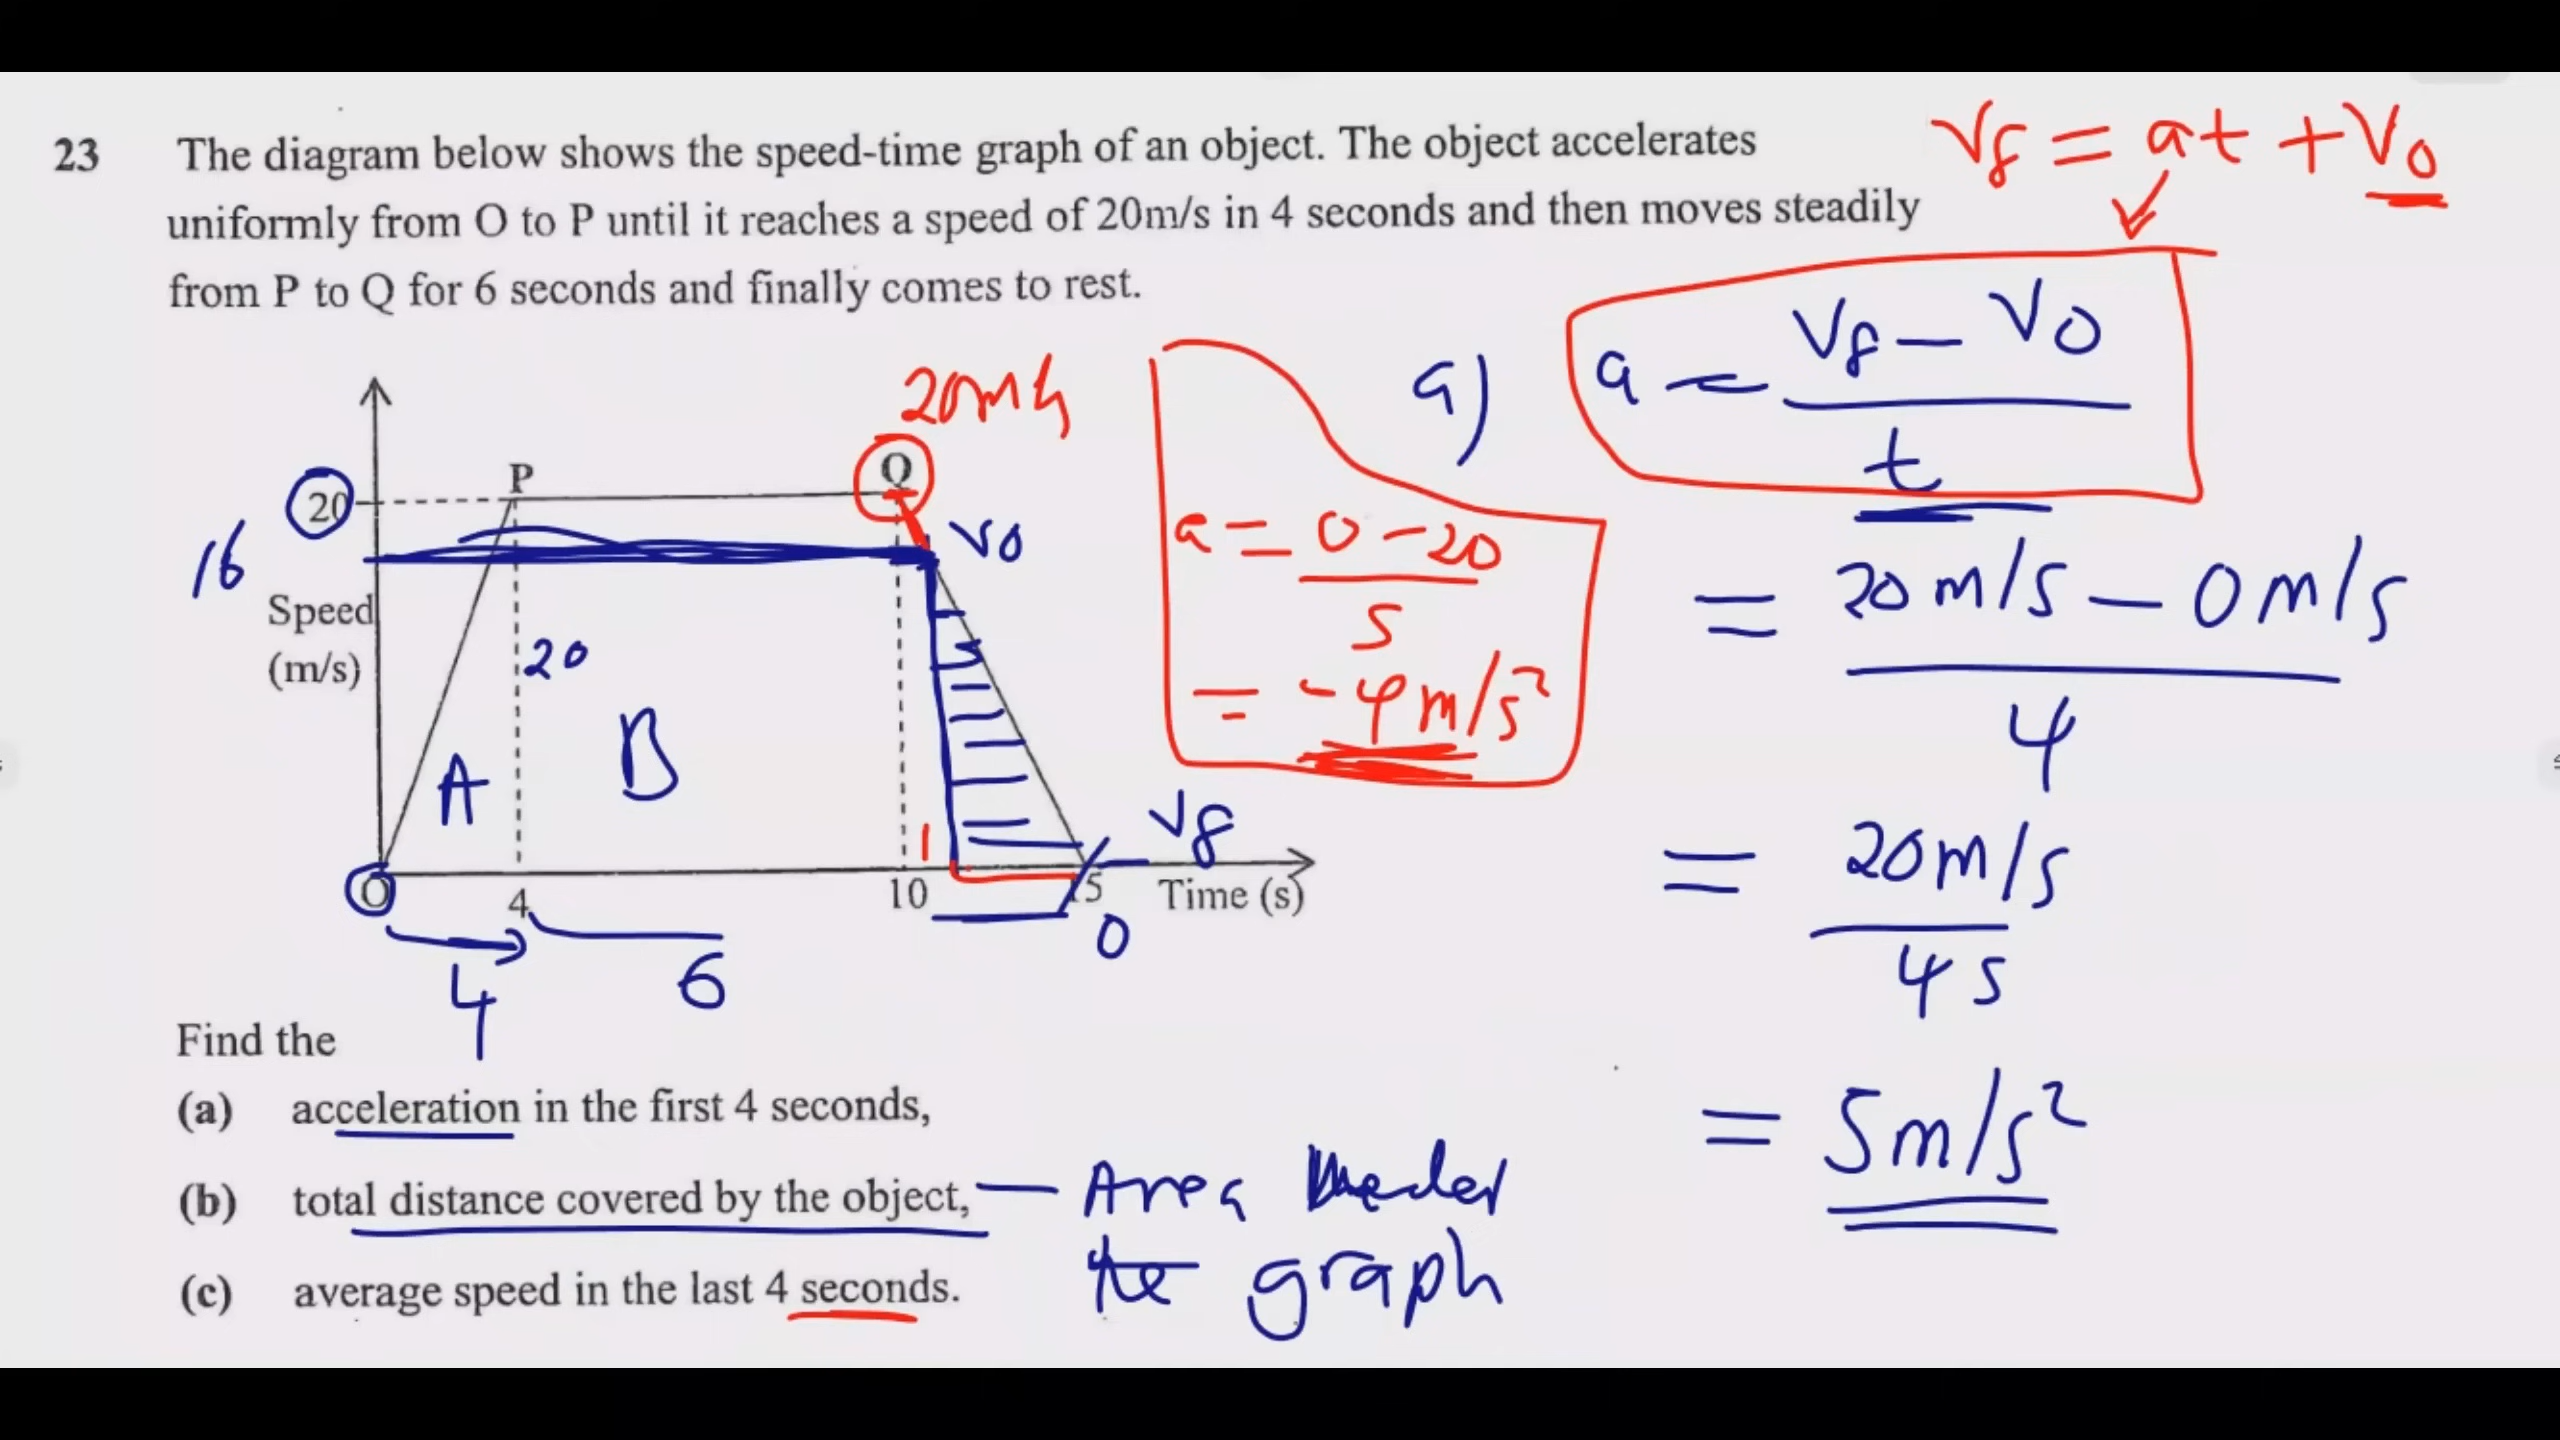 23 The diagram below shows the speed-time graph of an object. The object accelerates
uniformly from O to P until it reaches a speed of 20m/s in 4 seconds and then moves steadily
from P to Q for 6 seconds and finally comes to rest.
Vf = at + V0
a) a = Vf - V0
t
= 20 m/s - 0 m/s
4
= 20 m/s
4 s
= 5 m/s²
a = 0 - 20
5
= -4 m/s²
20 m/s
P
Q
20
V0
16
Speed
(m/s)
20
A
B
1
Vf
O
4
10
15
Time (s)
0
4
6
Find the
(a) acceleration in the first 4 seconds,
(b) total distance covered by the object, — Area under
the graph
(c) average speed in the last 4 seconds.